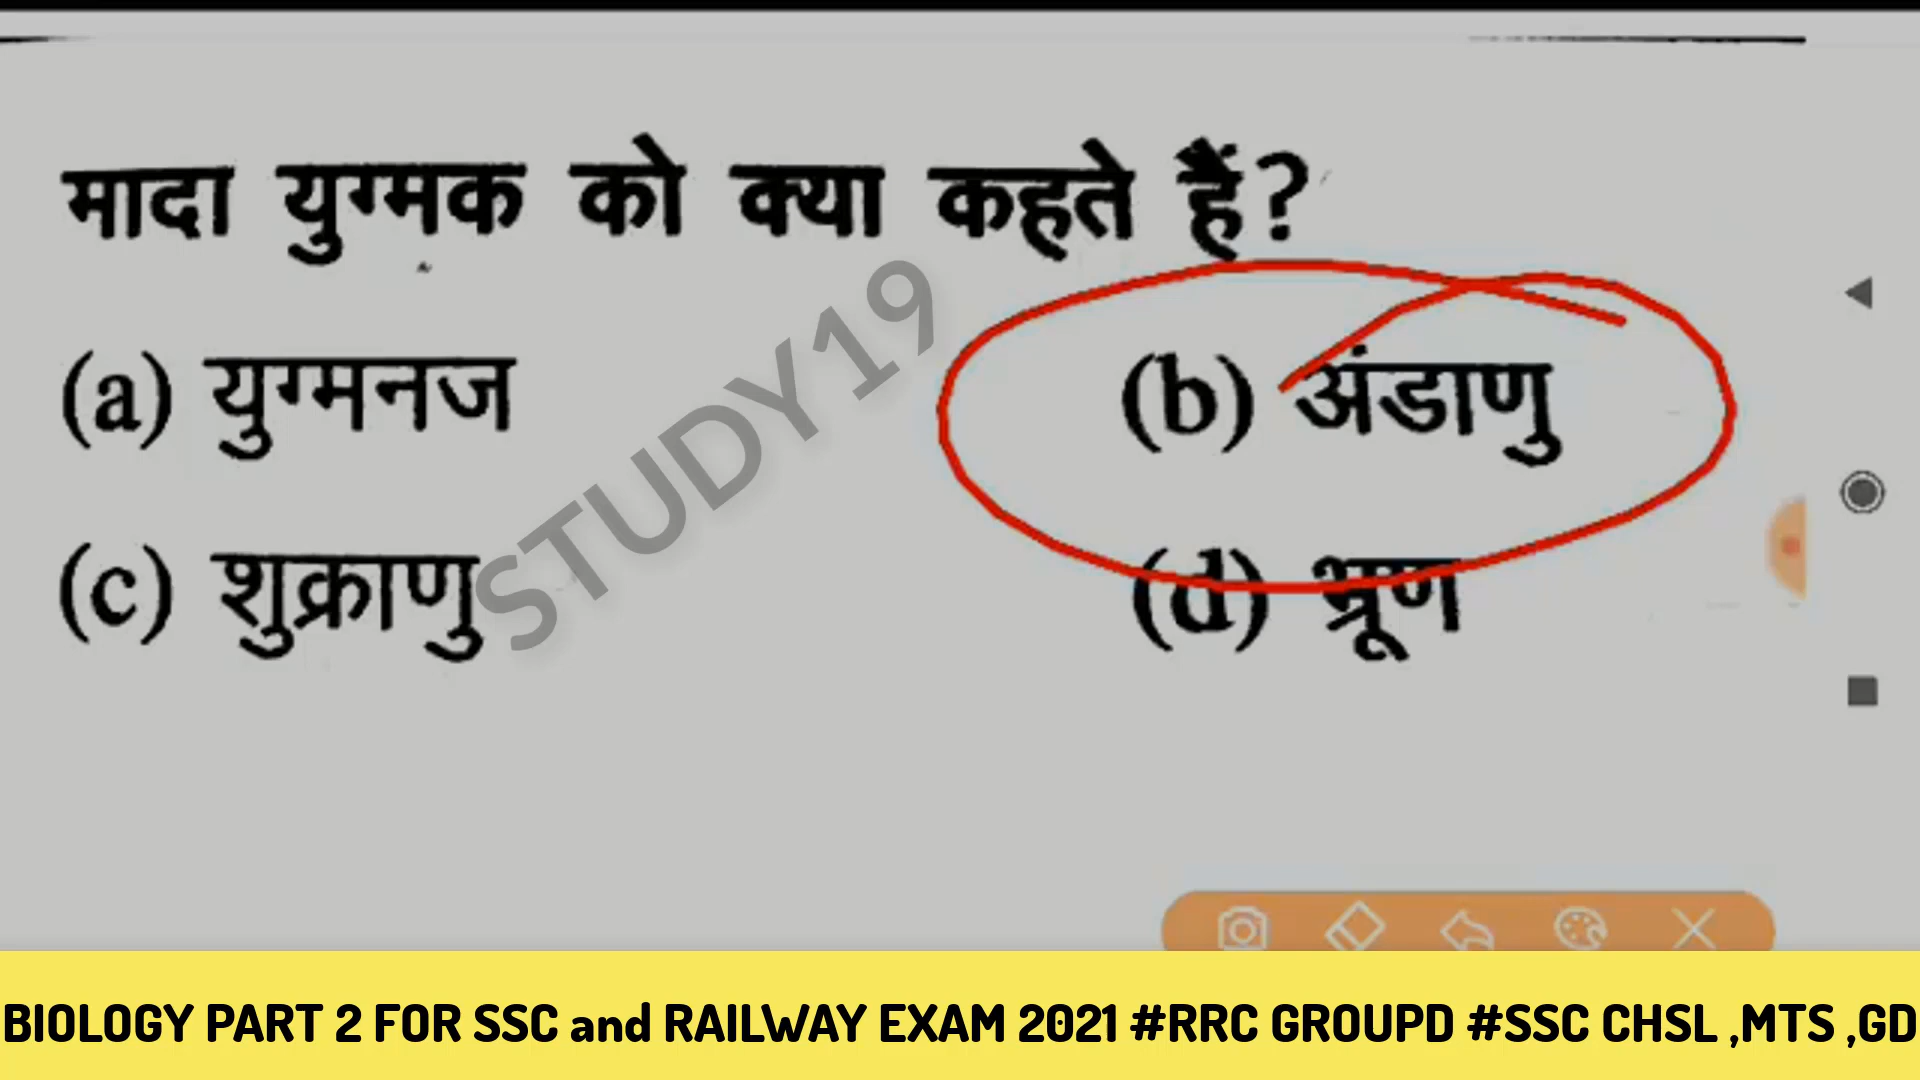 मादा युग्मक को क्या कहते हैं?
(a) युग्मनज
(b) अंडाणु
(c) शुक्राणु
(d) भ्रूण
STUDY19
BIOLOGY PART 2 FOR SSC and RAILWAY EXAM 2021 #RRC GROUPD #SSC CHSL ,MTS ,GD